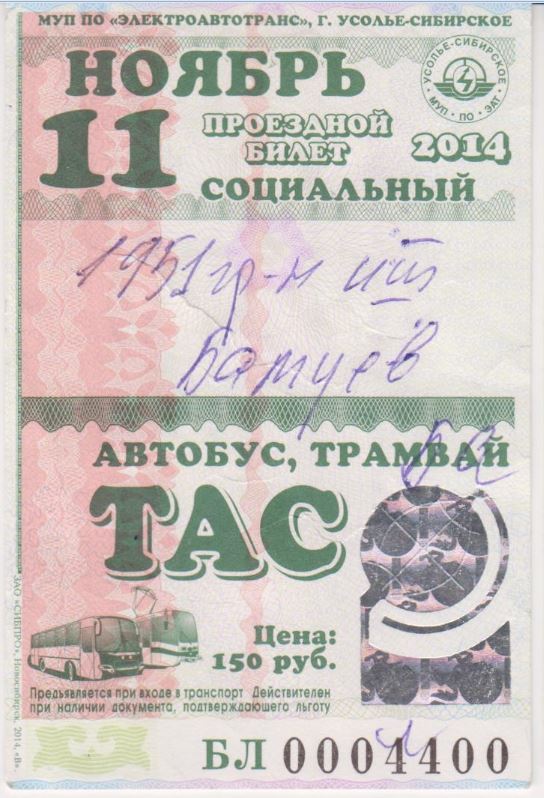 МУП ПО «ЭЛЕКТРОАВТОТРАНС», Г. УСОЛЬЕ-СИБИРСКОЕ
НОЯБРЬ
УСОЛЬЕ-СИБИРСКОЕ
МУП • ПО • ЭАТ
11
ПРОЕЗДНОЙ
БИЛЕТ
2014
СОЦИАЛЬНЫЙ
1951 гр-н
Батуев
АВТОБУС, ТРАМВАЙ
ТАС
Цена:
150 руб.
Предъявляется при входе в транспорт Действителен
при наличии документа, подтверждающего льготу
БЛ 0004400
ЗАО «СИБПРО», Новосибирск, 2014, «В».